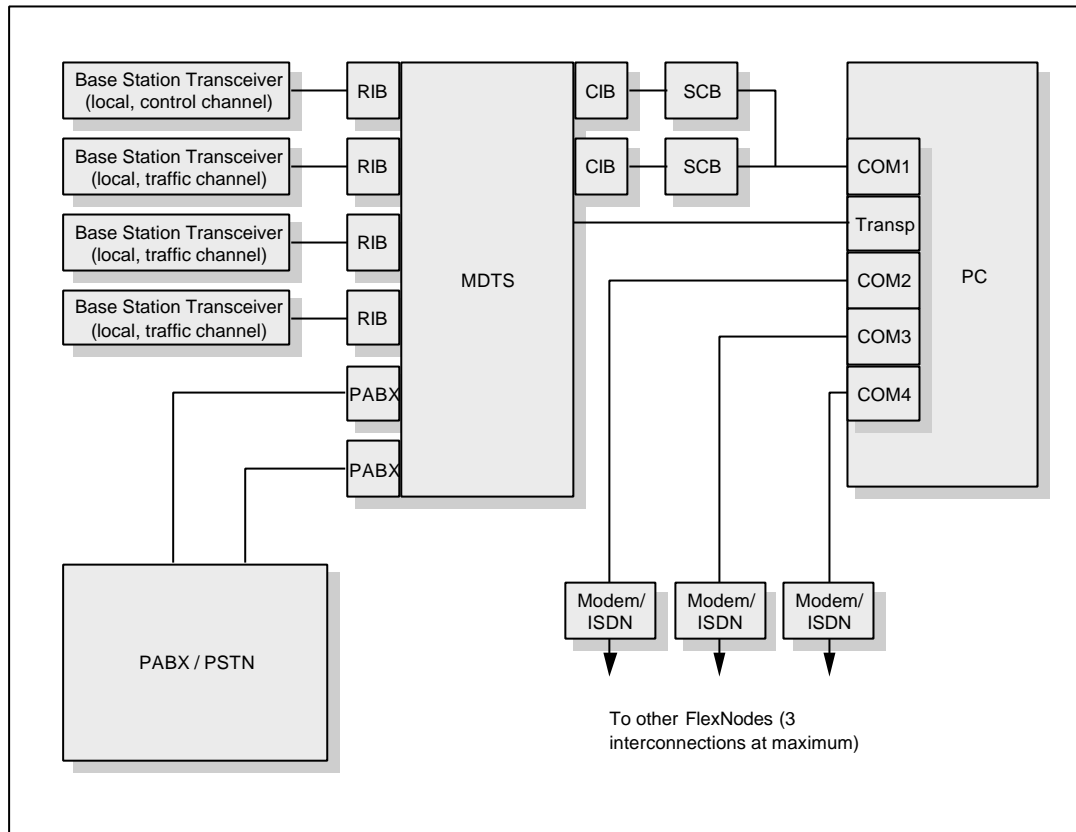 Base Station Transceiver
(local, control channel)
RIB
CIB
SCB
Base Station Transceiver
(local, traffic channel)
RIB
CIB
SCB
COM1
Base Station Transceiver
(local, traffic channel)
RIB
Transp
MDTS
COM2
PC
Base Station Transceiver
(local, traffic channel)
RIB
COM3
PABX
COM4
PABX
Modem/
ISDN
Modem/
ISDN
Modem/
ISDN
PABX / PSTN
To other FlexNodes (3
interconnections at maximum)